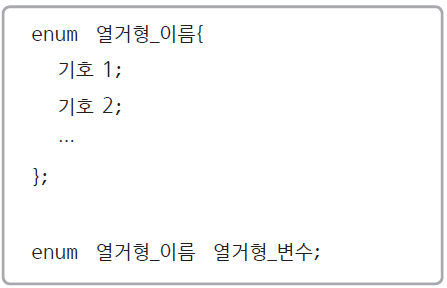 enum 열거형_이름{
기호 1;
기호 2;
…
};
enum 열거형_이름 열거형_변수;